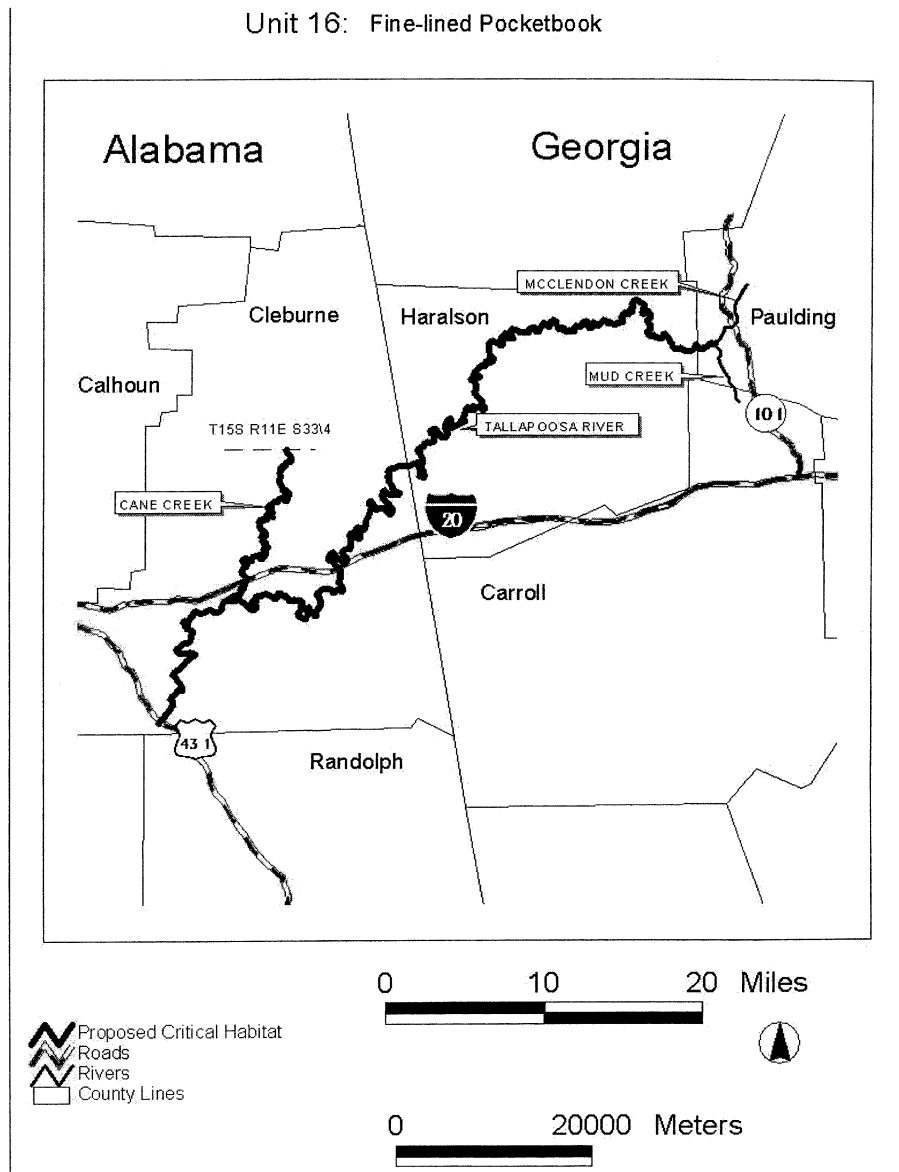 Unit 16: Fine-lined Pocketbook
Alabama
Georgia
MCCLENDON CREEK
Cleburne
Haralson
Paulding
Calhoun
MUD CREEK
101
T15S R11E S33\4
TALLAPOOSA RIVER
CANE CREEK
20
Carroll
431
Randolph
0 10 20 Miles
Proposed Critical Habitat
Roads
Rivers
County Lines
0 20000 Meters